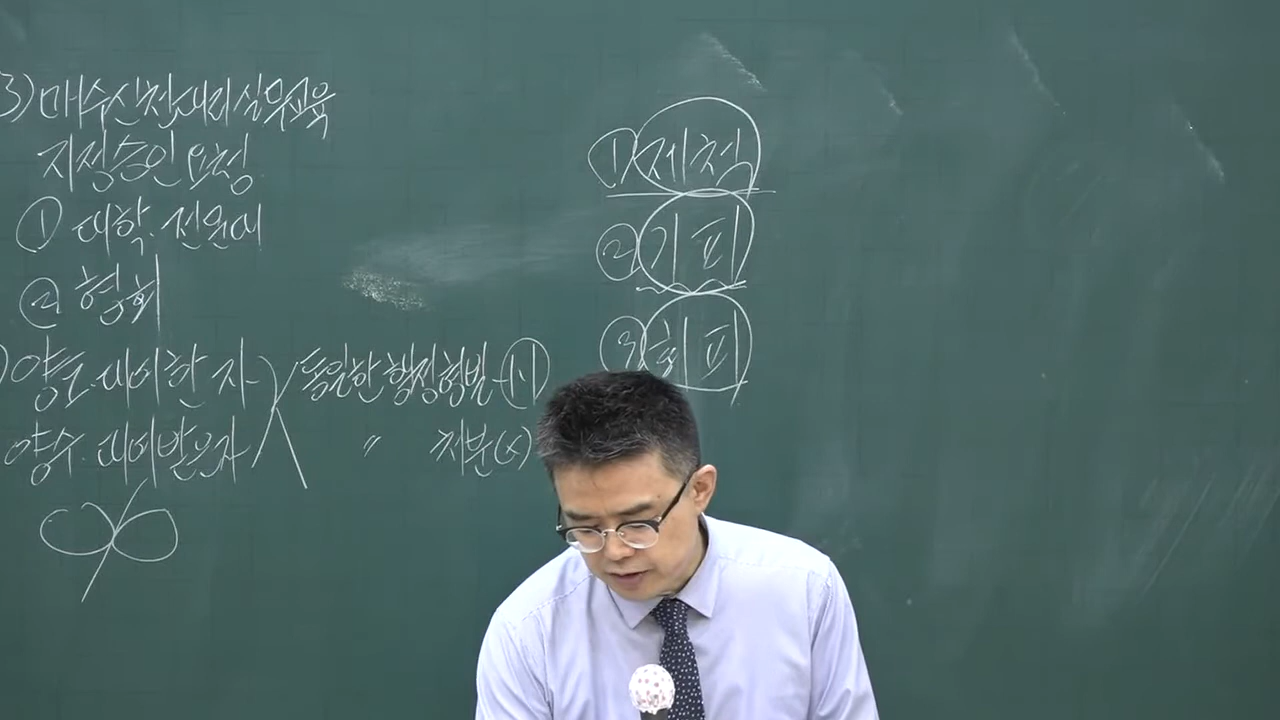 3) 매수신청대리 실무교육
지정승인 요청
① 대학. 전문대
② 협회
) 양도. 대여한 자
동일한 행정형벌
양수. 대여받은자
〃 처분(x)
① 제척
② 기피
③ 회피